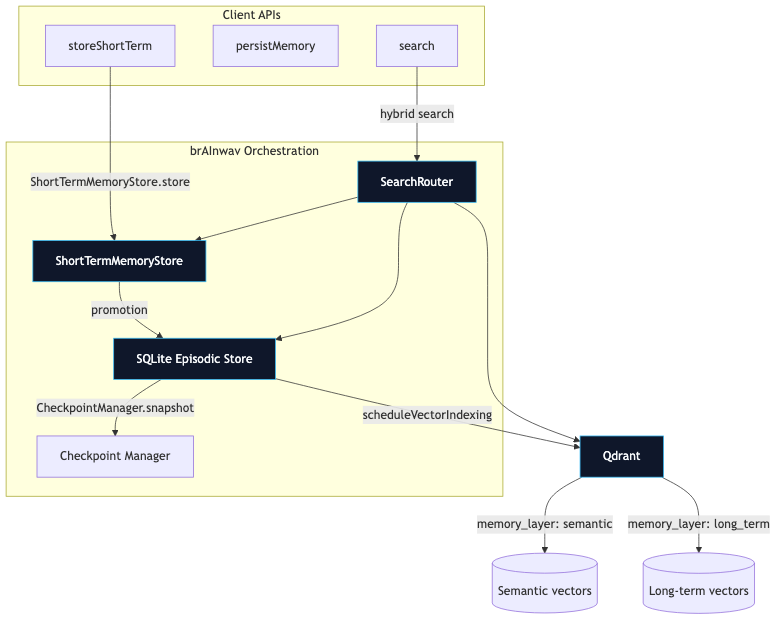 Client APIs
storeShortTerm
persistMemory
search
hybrid search
brAInwav Orchestration
SearchRouter
ShortTermMemoryStore.store
ShortTermMemoryStore
promotion
SQLite Episodic Store
CheckpointManager.snapshot
scheduleVectorIndexing
Checkpoint Manager
Qdrant
memory_layer: semantic
memory_layer: long_term
Semantic vectors
Long-term vectors